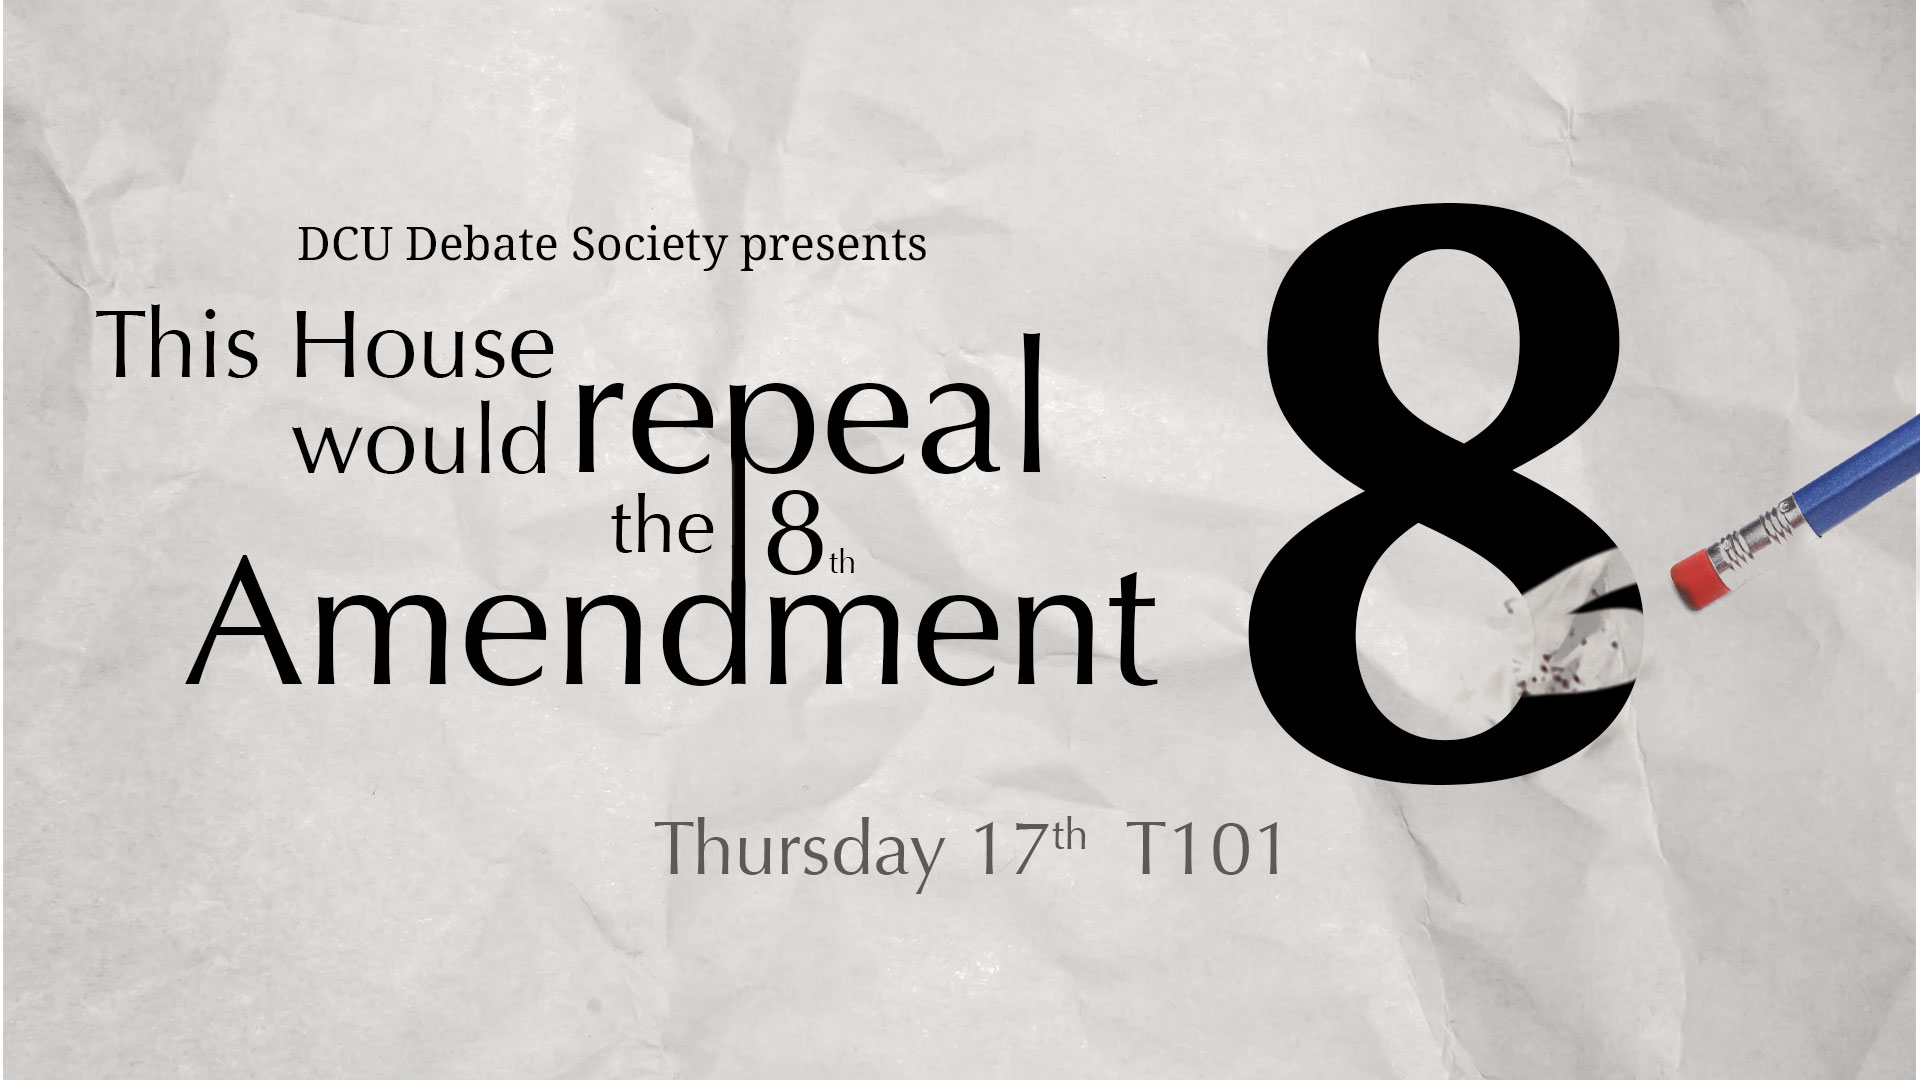 DCU Debate Society presents
This House
would repeal
the 8th
Amendment
8
Thursday 17th T101